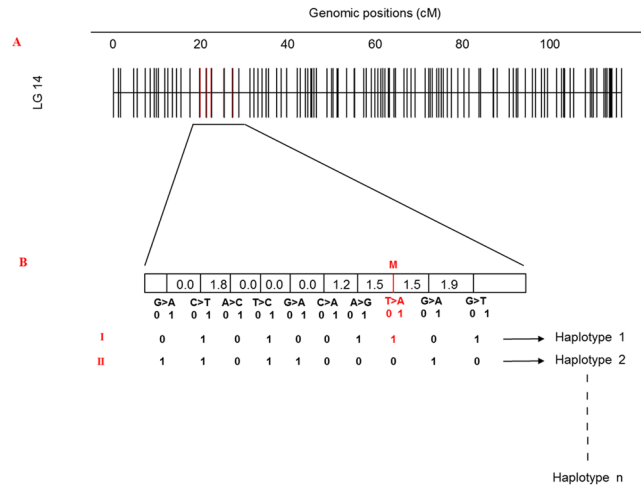 Genomic positions (cM)
A
0 20 40 60 80 100
LG 14
B
M
0.0 1.8 0.0 0.0 0.0 1.2 1.5 1.5 1.9
G>A C>T A>C T>C G>A C>A A>G T>A G>A G>T
0 1 0 1 0 1 0 1 0 1 0 1 0 1 0 1 0 1 0 1
I 0 1 0 1 0 0 1 1 0 1 Haplotype 1
II 1 1 0 1 1 0 0 0 1 0 Haplotype 2
Haplotype n